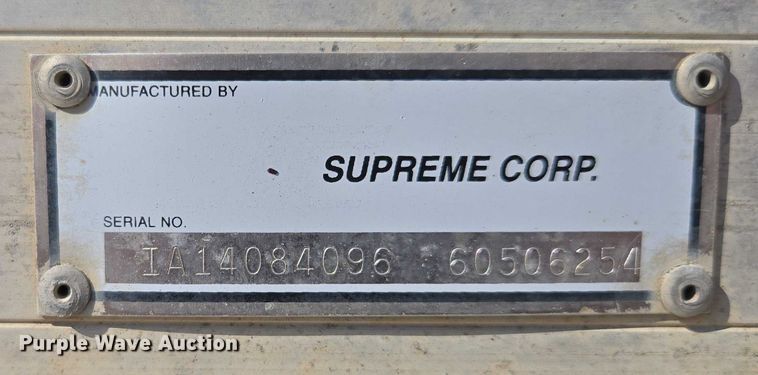 MANUFACTURED BY
SUPREME CORP.
SERIAL NO.
IA14084096 60506254
Purple Wave Auction